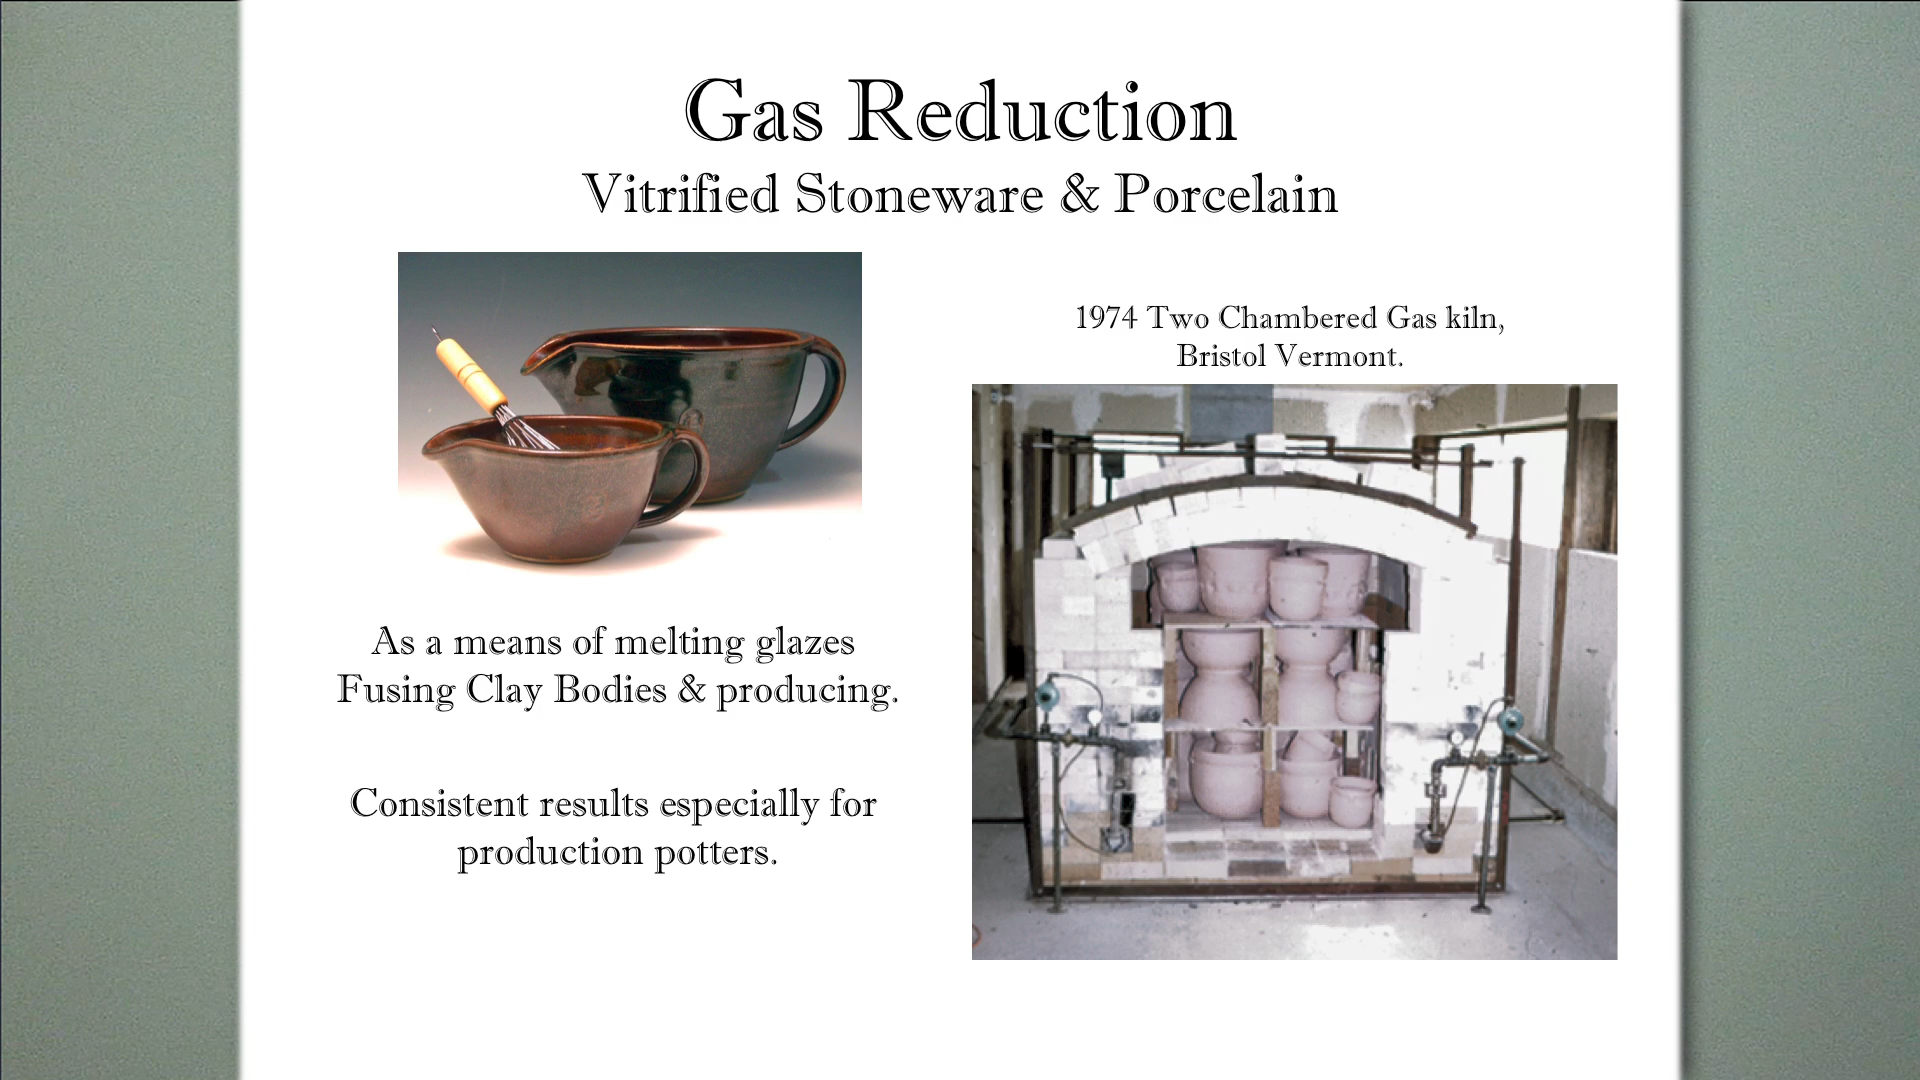 Gas Reduction
Vitrified Stoneware & Porcelain
1974 Two Chambered Gas kiln,
Bristol Vermont.
As a means of melting glazes
Fusing Clay Bodies & producing.
Consistent results especially for
production potters.